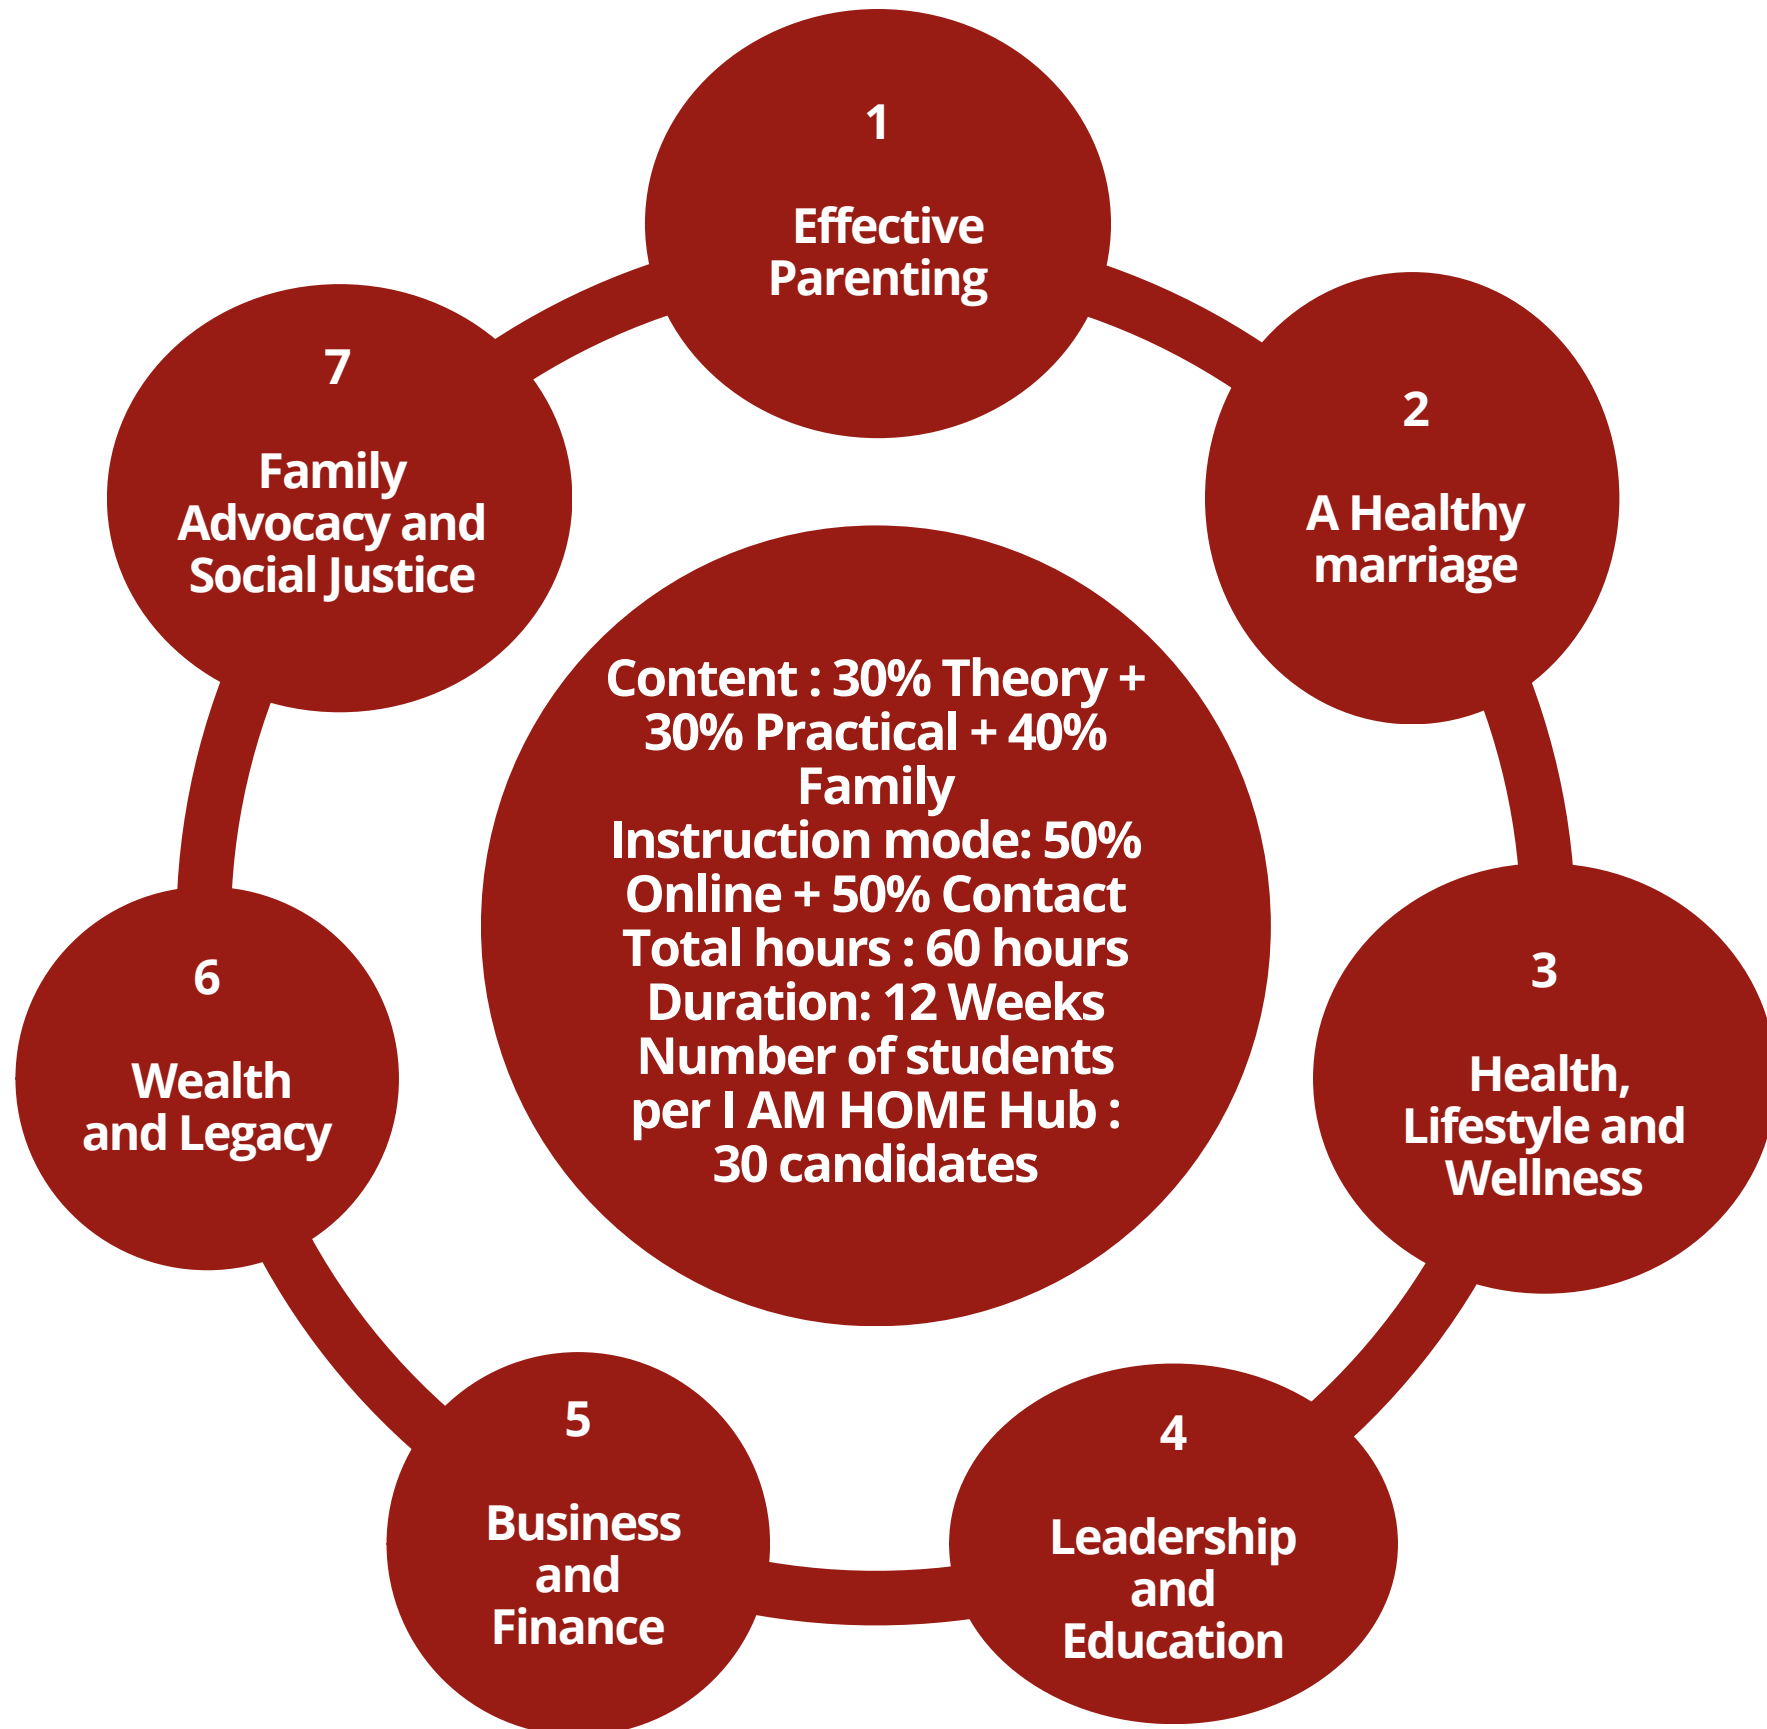 1
Effective
Parenting
2
A Healthy
marriage
3
Health,
Lifestyle and
Wellness
4
Leadership
and
Education
5
Business
and
Finance
6
Wealth
and Legacy
7
Family
Advocacy and
Social Justice
Content : 30% Theory +
30% Practical + 40%
Family
Instruction mode: 50%
Online + 50% Contact
Total hours : 60 hours
Duration: 12 Weeks
Number of students
per I AM HOME Hub :
30 candidates